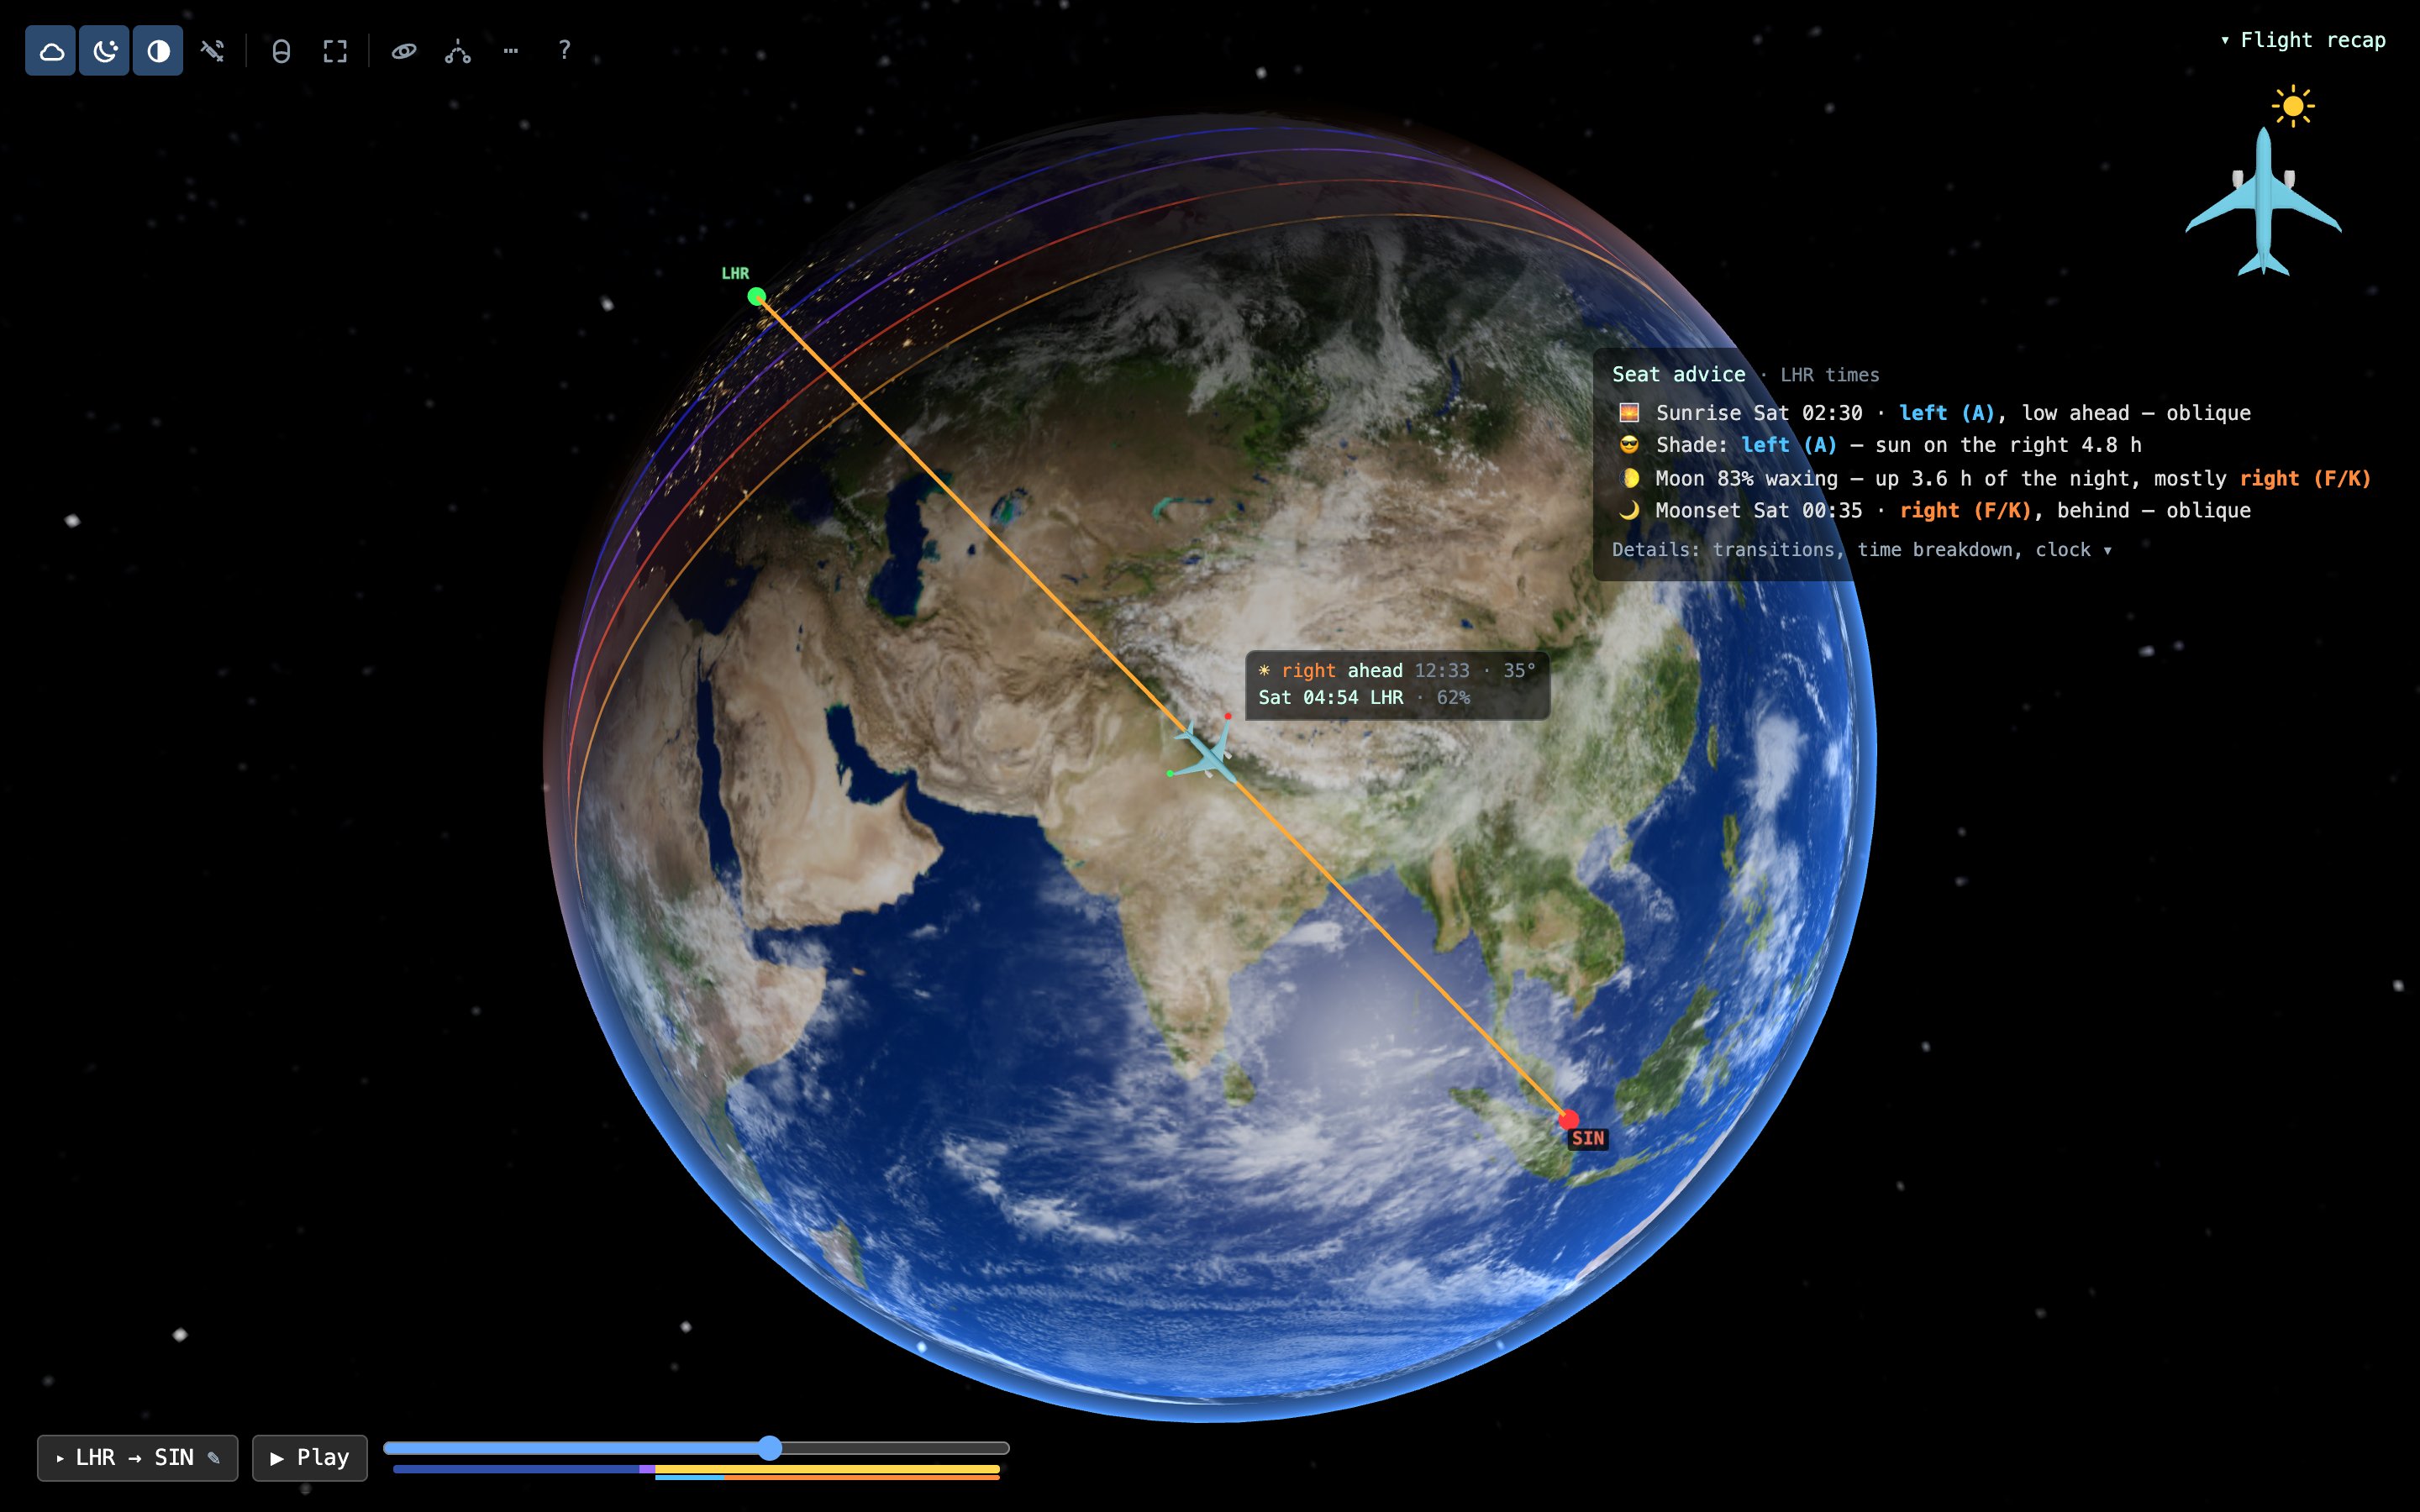 ?
▾ Flight recap
LHR
Seat advice · LHR times
Sunrise Sat 02:30 · left (A), low ahead — oblique
Shade: left (A) — sun on the right 4.8 h
Moon 83% waxing — up 3.6 h of the night, mostly right (F/K)
Moonset Sat 00:35 · right (F/K), behind — oblique
Details: transitions, time breakdown, clock ▾
☀ right ahead 12:33 · 35°
Sat 04:54 LHR · 62%
SIN
▸ LHR → SIN ✎
▶ Play